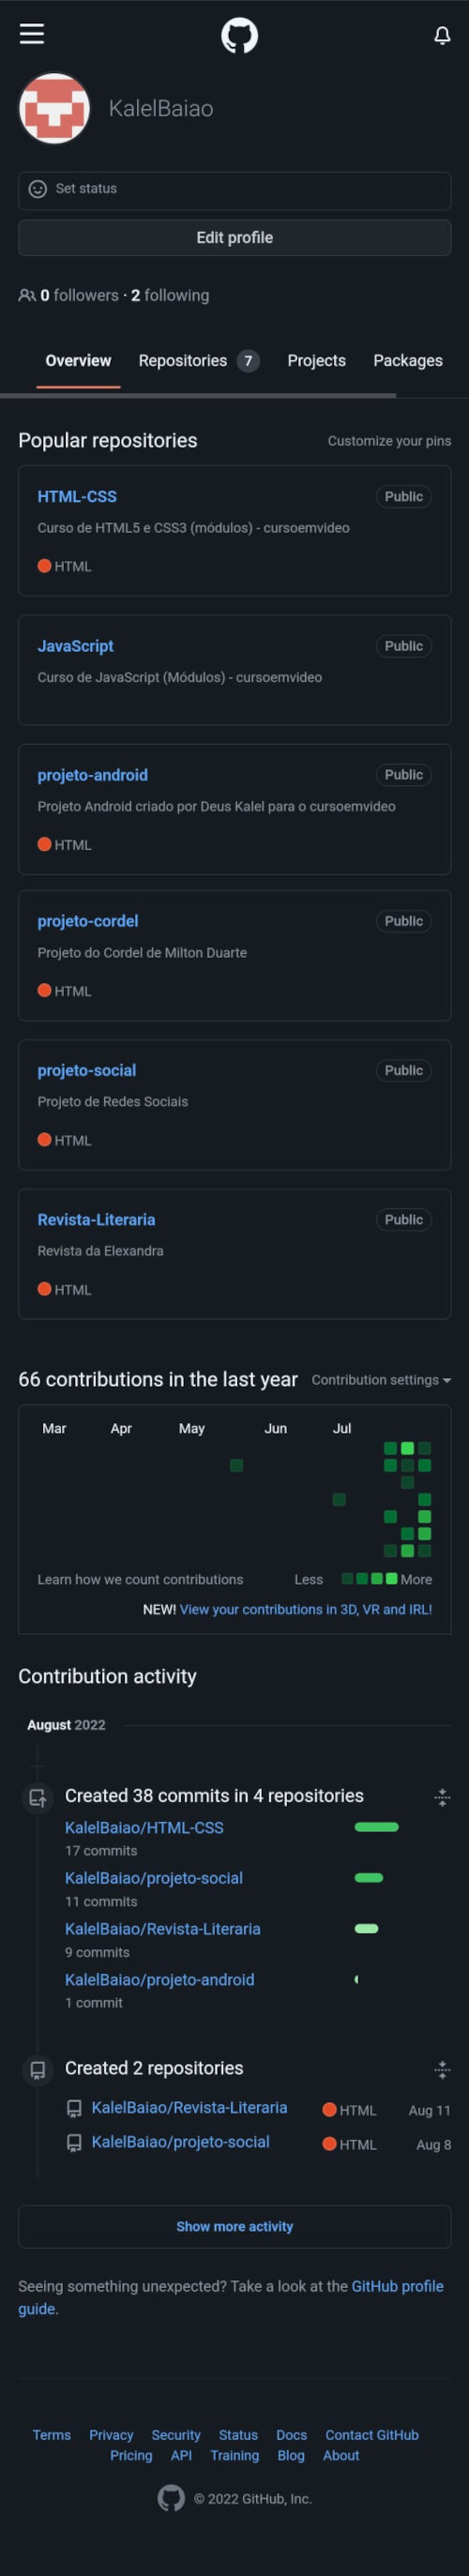 KalelBaiao
Set status
Edit profile
0 followers · 2 following
Overview Repositories 7 Projects Packages
Popular repositories Customize your pins
HTML-CSS Public
Curso de HTML5 e CSS3 (módulos) - cursoemvideo
HTML
JavaScript Public
Curso de JavaScript (Módulos) - cursoemvideo
projeto-android Public
Projeto Android criado por Deus Kalel para o cursoemvideo
HTML
projeto-cordel Public
Projeto do Cordel de Milton Duarte
HTML
projeto-social Public
Projeto de Redes Sociais
HTML
Revista-Literaria Public
Revista da Elexandra
HTML
66 contributions in the last year Contribution settings
Mar Apr May Jun Jul
Learn how we count contributions Less More
NEW! View your contributions in 3D, VR and IRL!
Contribution activity
August 2022
Created 38 commits in 4 repositories
KalelBaiao/HTML-CSS
17 commits
KalelBaiao/projeto-social
11 commits
KalelBaiao/Revista-Literaria
9 commits
KalelBaiao/projeto-android
1 commit
Created 2 repositories
KalelBaiao/Revista-Literaria HTML Aug 11
KalelBaiao/projeto-social HTML Aug 8
Show more activity
Seeing something unexpected? Take a look at the GitHub profile
guide.
Terms Privacy Security Status Docs Contact GitHub
Pricing API Training Blog About
© 2022 GitHub, Inc.